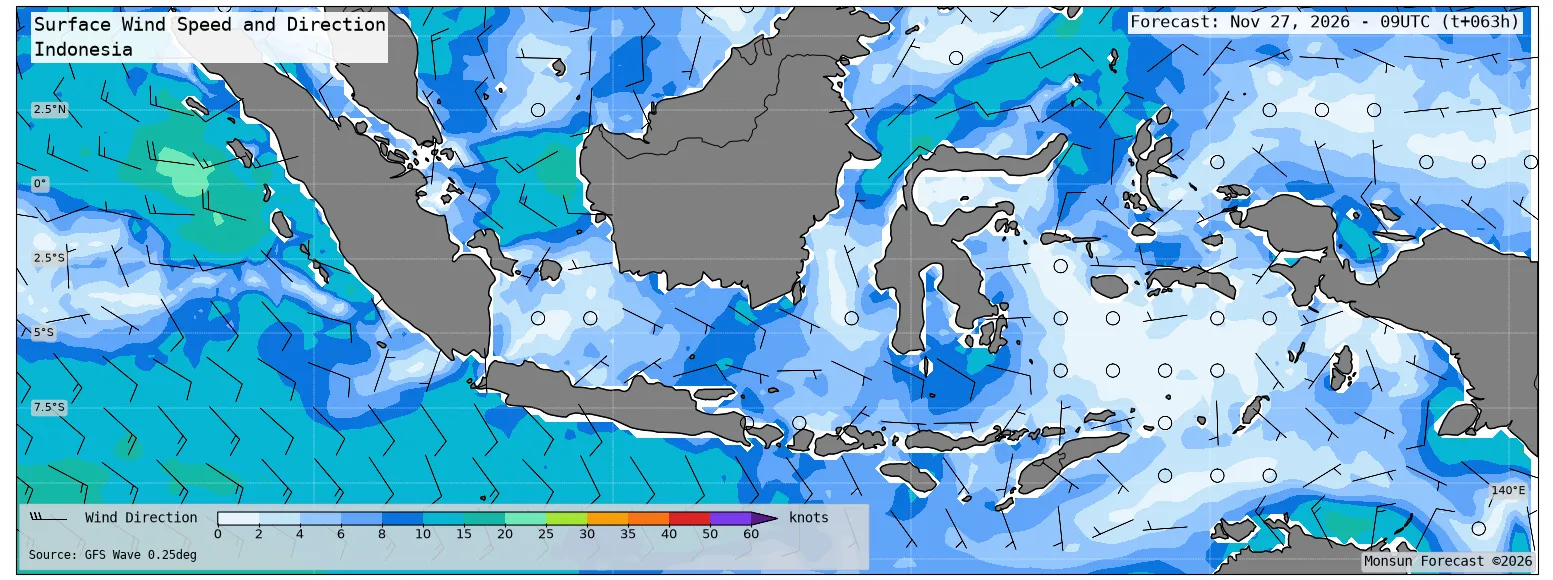 Surface Wind Speed and Direction
Indonesia
Forecast: Nov 27, 2026 - 09UTC (t+063h)
2.5°N
0°
2.5°S
5°S
7.5°S
140°E
Wind Direction
0 2 4 6 8 10 15 20 25 30 35 40 50 60
knots
Source: GFS Wave 0.25deg
Monsun Forecast ©2026